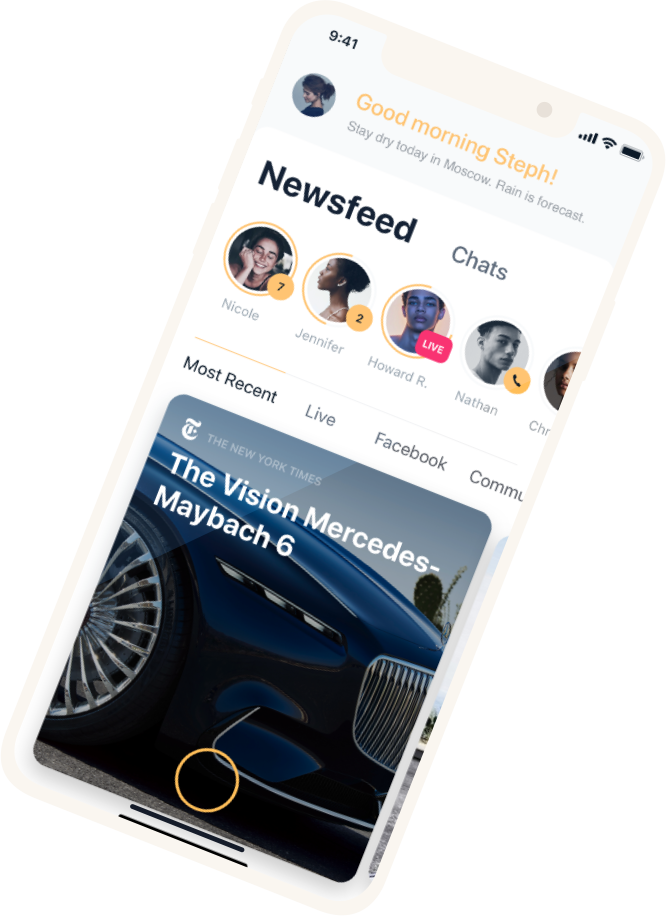 9:41
Good morning Steph!
Stay dry today in Moscow. Rain is forecast.
Newsfeed
Chats
7
2
LIVE
Nicole
Jennifer
Howard R.
Nathan
Chr
Most Recent
Live
Facebook
Commu
THE NEW YORK TIMES
The Vision Mercedes-
Maybach 6